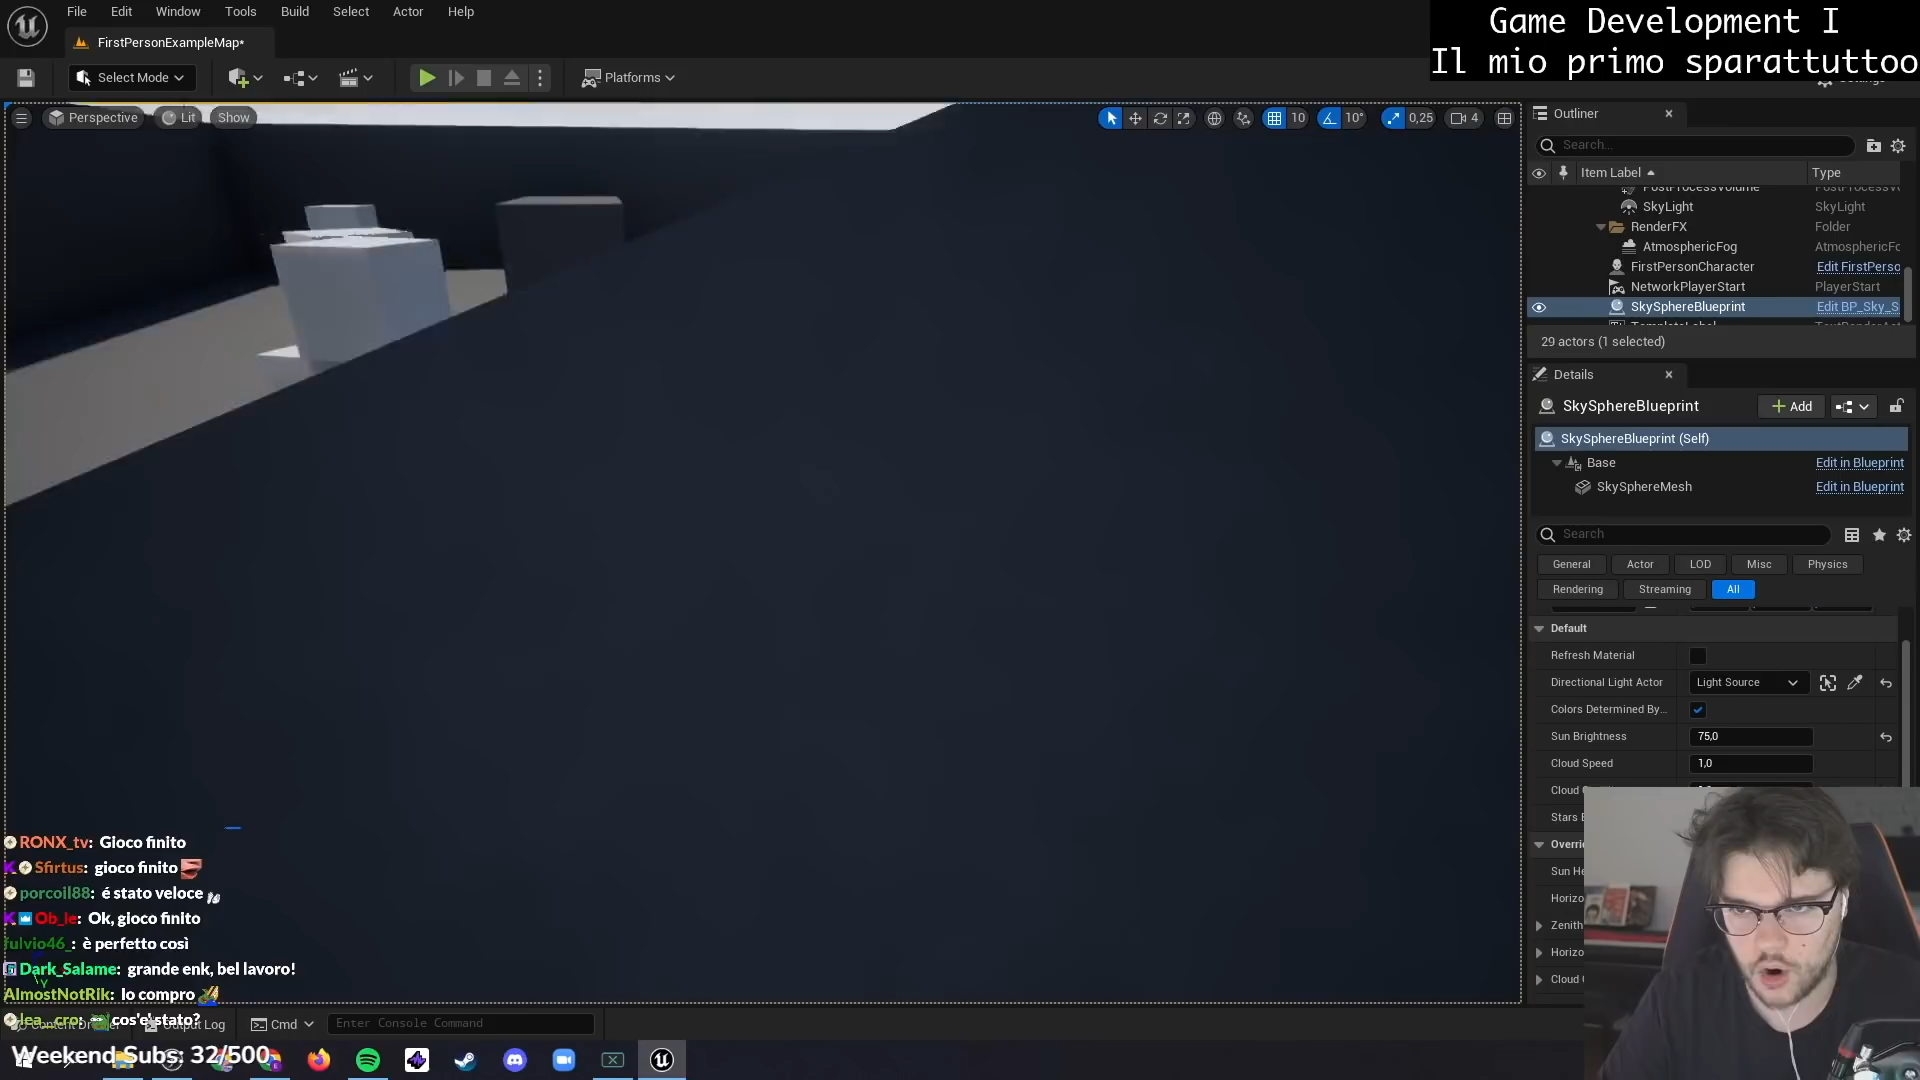 File Edit Window Tools Build Select Actor Help
Game Development I
Il mio primo sparattuttoo
FirstPersonExampleMap*
Select Mode
Platforms
Perspective Lit Show
10 10° 0,25 4
Outliner
Search...
Item Label Type
SkyLight SkyLight
RenderFX Folder
AtmosphericFog AtmosphericFo
FirstPersonCharacter Edit FirstPerso
NetworkPlayerStart PlayerStart
SkySphereBlueprint Edit BP_Sky_S
29 actors (1 selected)
Details
SkySphereBlueprint
Add
SkySphereBlueprint (Self)
Base Edit in Blueprint
SkySphereMesh Edit in Blueprint
Search
General Actor LOD Misc Physics
Rendering Streaming All
Default
Refresh Material
Directional Light Actor Light Source
Colors Determined By...
Sun Brightness 75,0
Cloud Speed 1,0
Cloud
Stars
Overri
Sun He
Horizo
Zenith
Horizo
Cloud
RONX_tv: Gioco finito
Sfirtus: gioco finito
porcoil88: é stato veloce
Ob_le: Ok, gioco finito
fulvio46_: è perfetto così
Dark_Salame: grande enk, bel lavoro!
AlmostNotRik: lo compro
lea__cro: cos'e' stato?
Output Log
Cmd
Enter Console Command
Weekend Subs: 32/500